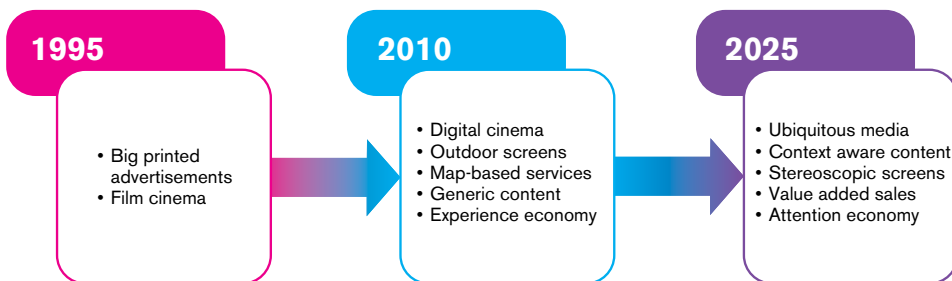 1995
• Big printed
advertisements
• Film cinema
2010
• Digital cinema
• Outdoor screens
• Map-based services
• Generic content
• Experience economy
2025
• Ubiquitous media
• Context aware content
• Stereoscopic screens
• Value added sales
• Attention economy